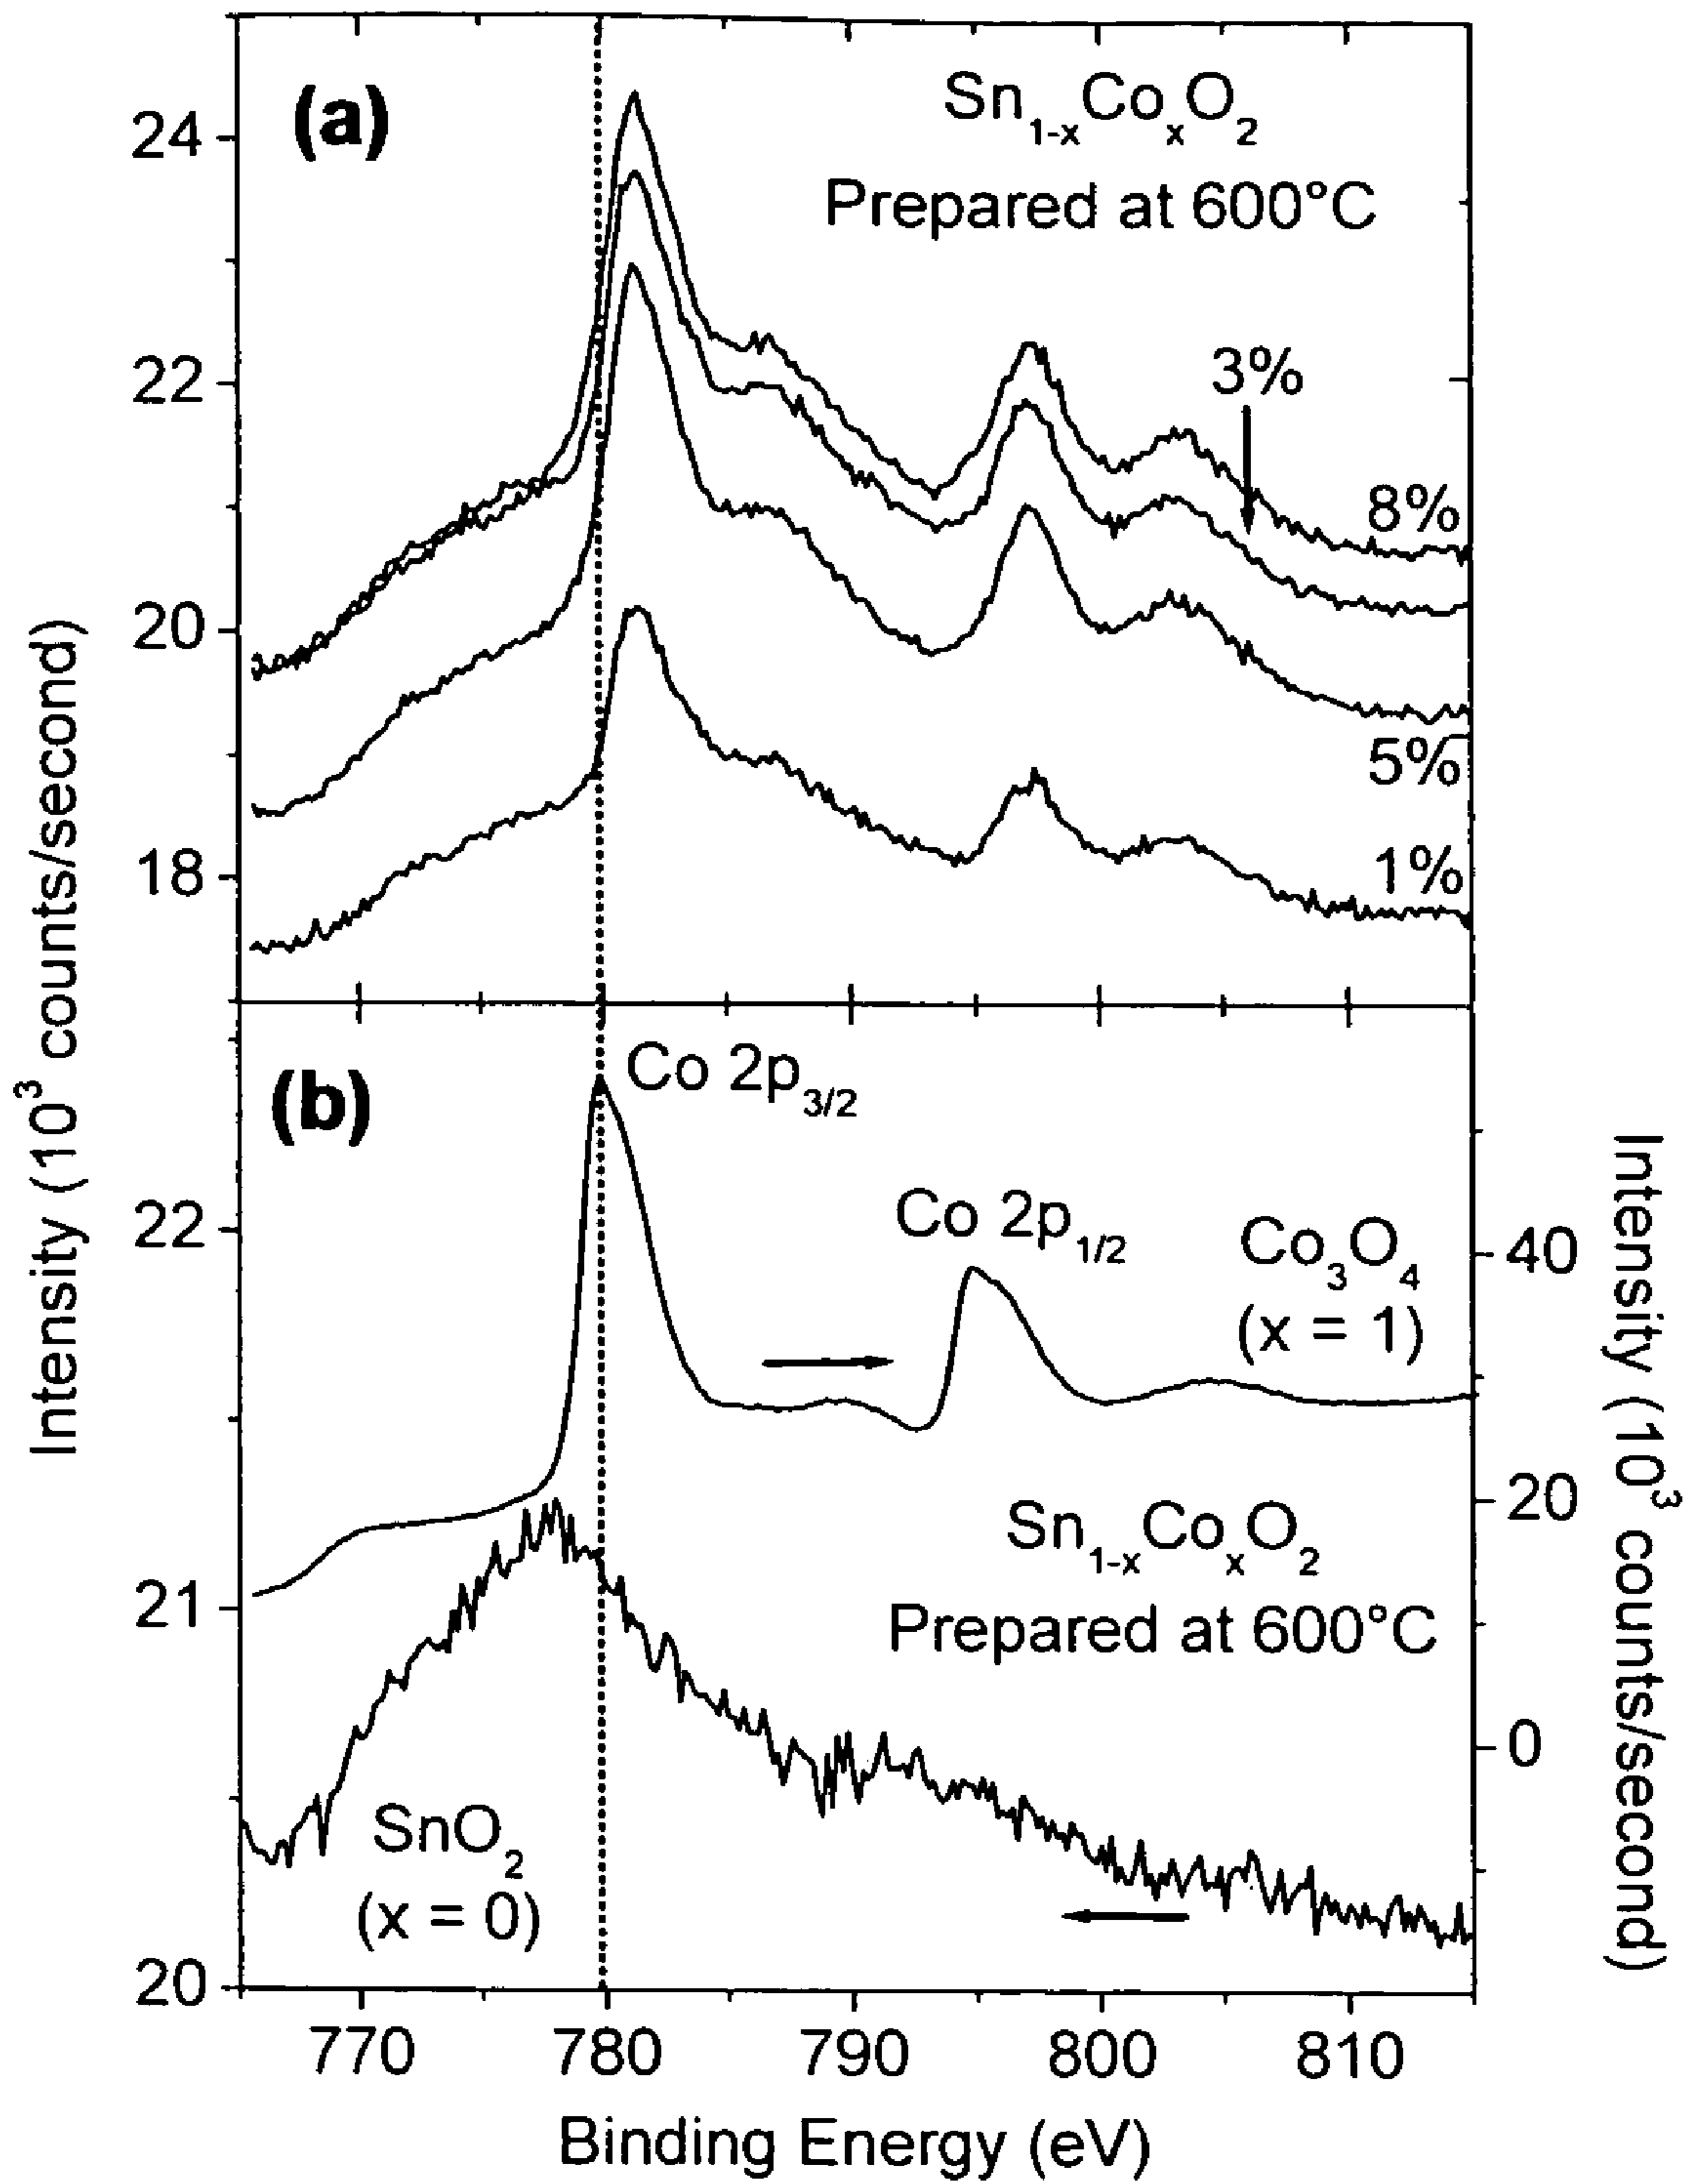 (a)
Sn1-xCoxO2
Prepared at 600°C
24
22
20
18
3%
8%
5%
1%
Intensity (10³ counts/second)
(b)
Co 2p3/2
Co 2p1/2
Co3O4
(x = 1)
22
21
20
40
20
0
Sn1-xCoxO2
Prepared at 600°C
SnO2
(x = 0)
Intensity (10³ counts/second)
770 780 790 800 810
Binding Energy (eV)